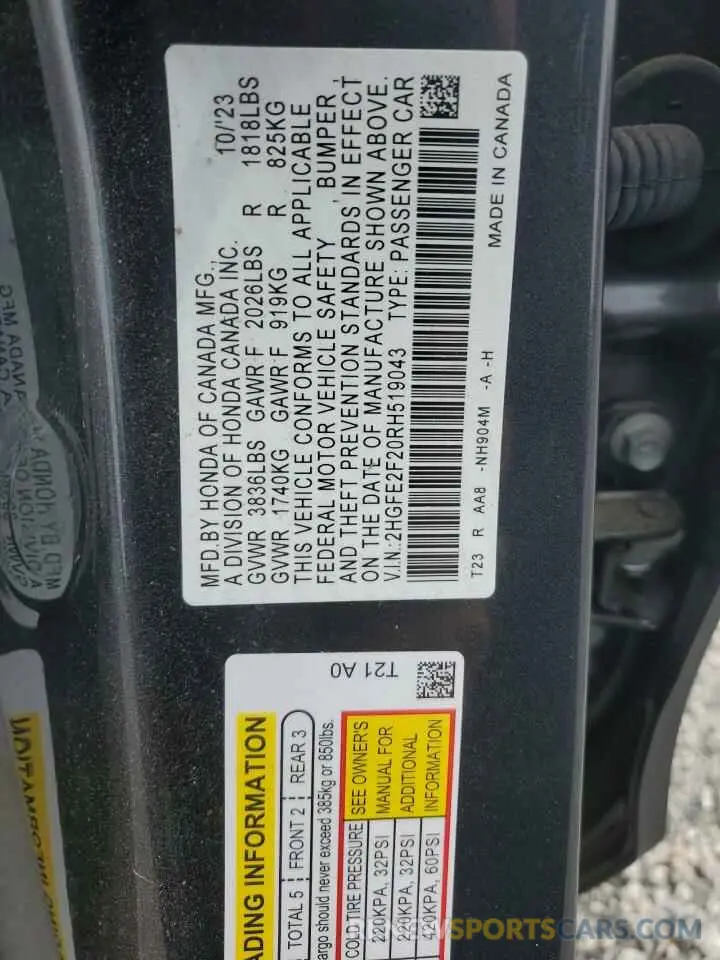 MFD. BY HONDA OF CANADA MFG., 10/'23
A DIVISION OF HONDA CANADA INC.
GVWR 3836LBS GAWR F 2026LBS R 1818LBS
GVWR 1740KG GAWR F 919KG R 825KG
THIS VEHICLE CONFORMS TO ALL APPLICABLE
FEDERAL MOTOR VEHICLE SAFETY, BUMPER,
AND THEFT PREVENTION STANDARDS IN EFFECT
ON THE DATE OF MANUFACTURE SHOWN ABOVE.
V.I.N.: 2HGFE2F20RH519043 TYPE: PASSENGER CAR
T23 R AA8 -NH904M -A -H MADE IN CANADA
T21 A0
ADING INFORMATION
TOTAL 5 FRONT 2 REAR 3
argo should never exceed 385kg or 850lbs.
COLD TIRE PRESSURE SEE OWNER'S
220KPA, 32PSI MANUAL FOR
220KPA, 32PSI ADDITIONAL
420KPA, 60PSI INFORMATION
SPORTSCARS.COM